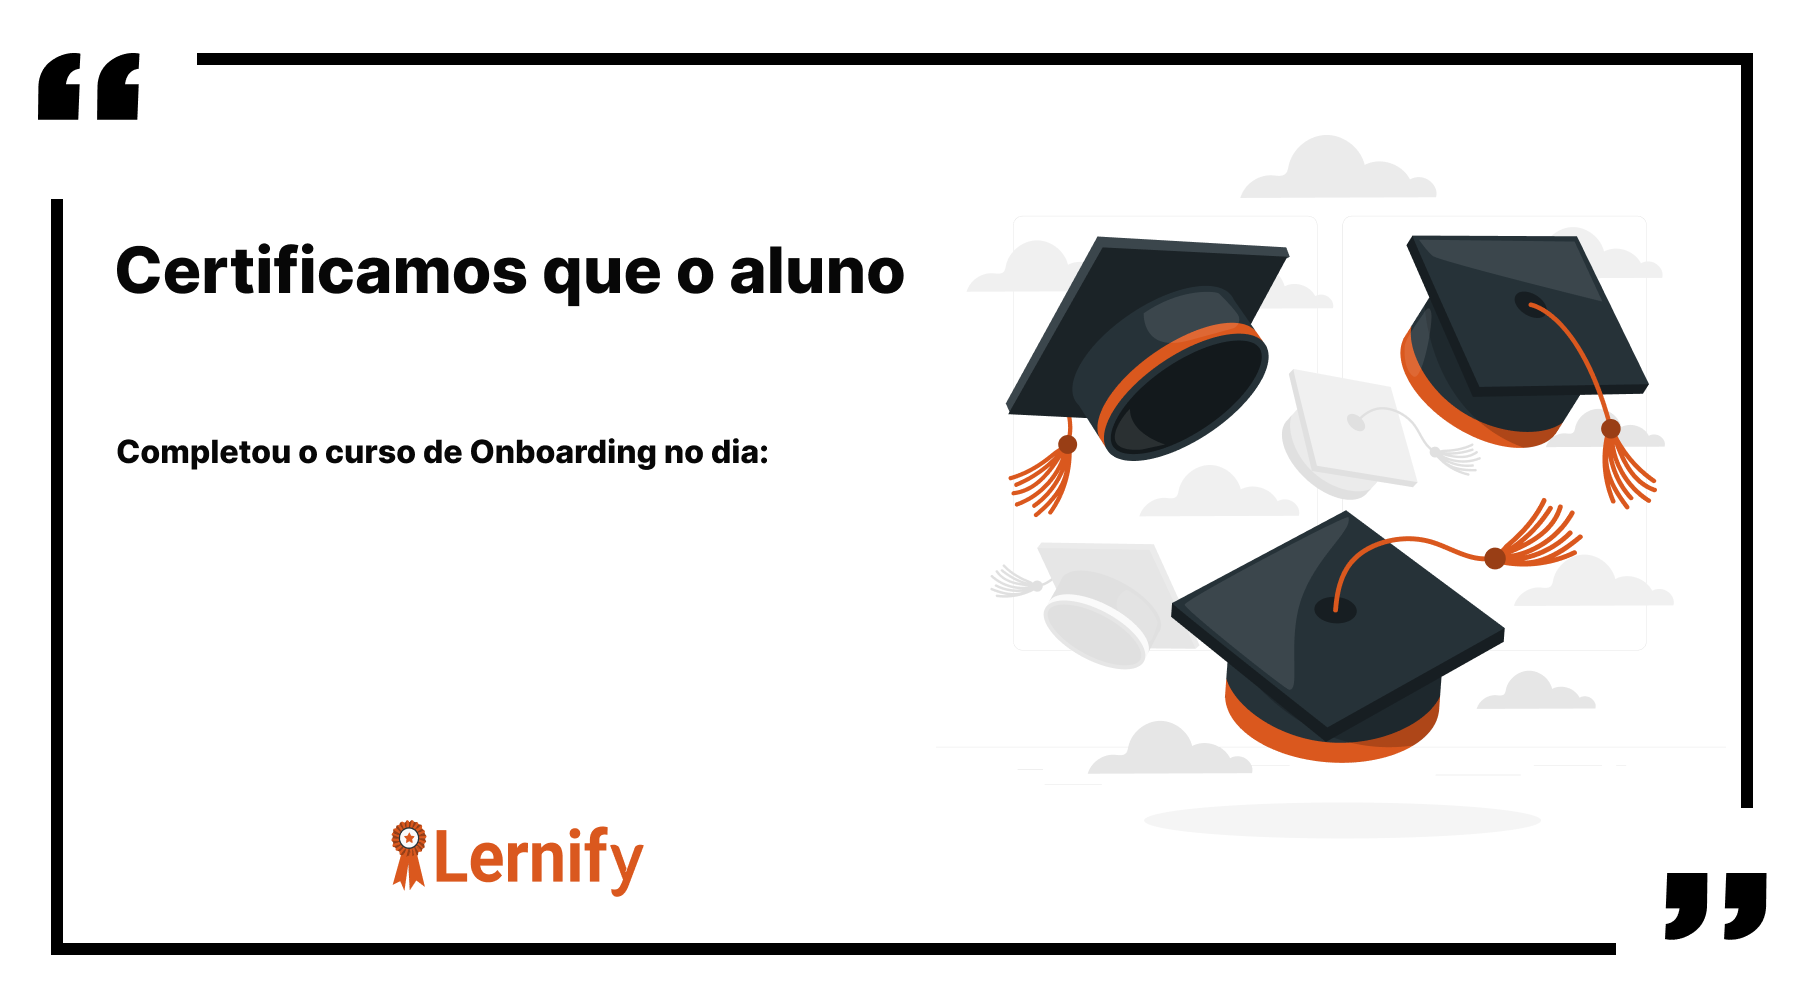 “
Certificamos que o aluno
Completou o curso de Onboarding no dia:
Lernify
”